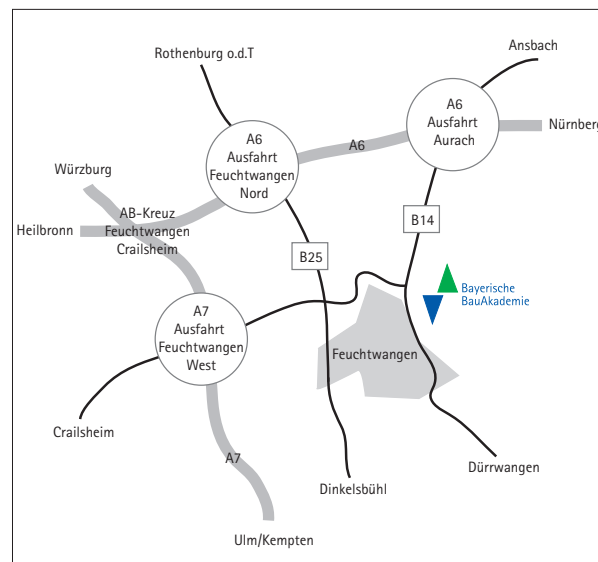 Rothenburg o.d.T
Ansbach
A6
Ausfahrt
Aurach
Nürnberg
A6
Ausfahrt
Feuchtwangen
Nord
A6
Würzburg
AB-Kreuz
Feuchtwangen
Crailsheim
Heilbronn
B14
B25
Bayerische
BauAkademie
A7
Ausfahrt
Feuchtwangen
West
Feuchtwangen
Crailsheim
A7
Dürrwangen
Dinkelsbühl
Ulm/Kempten